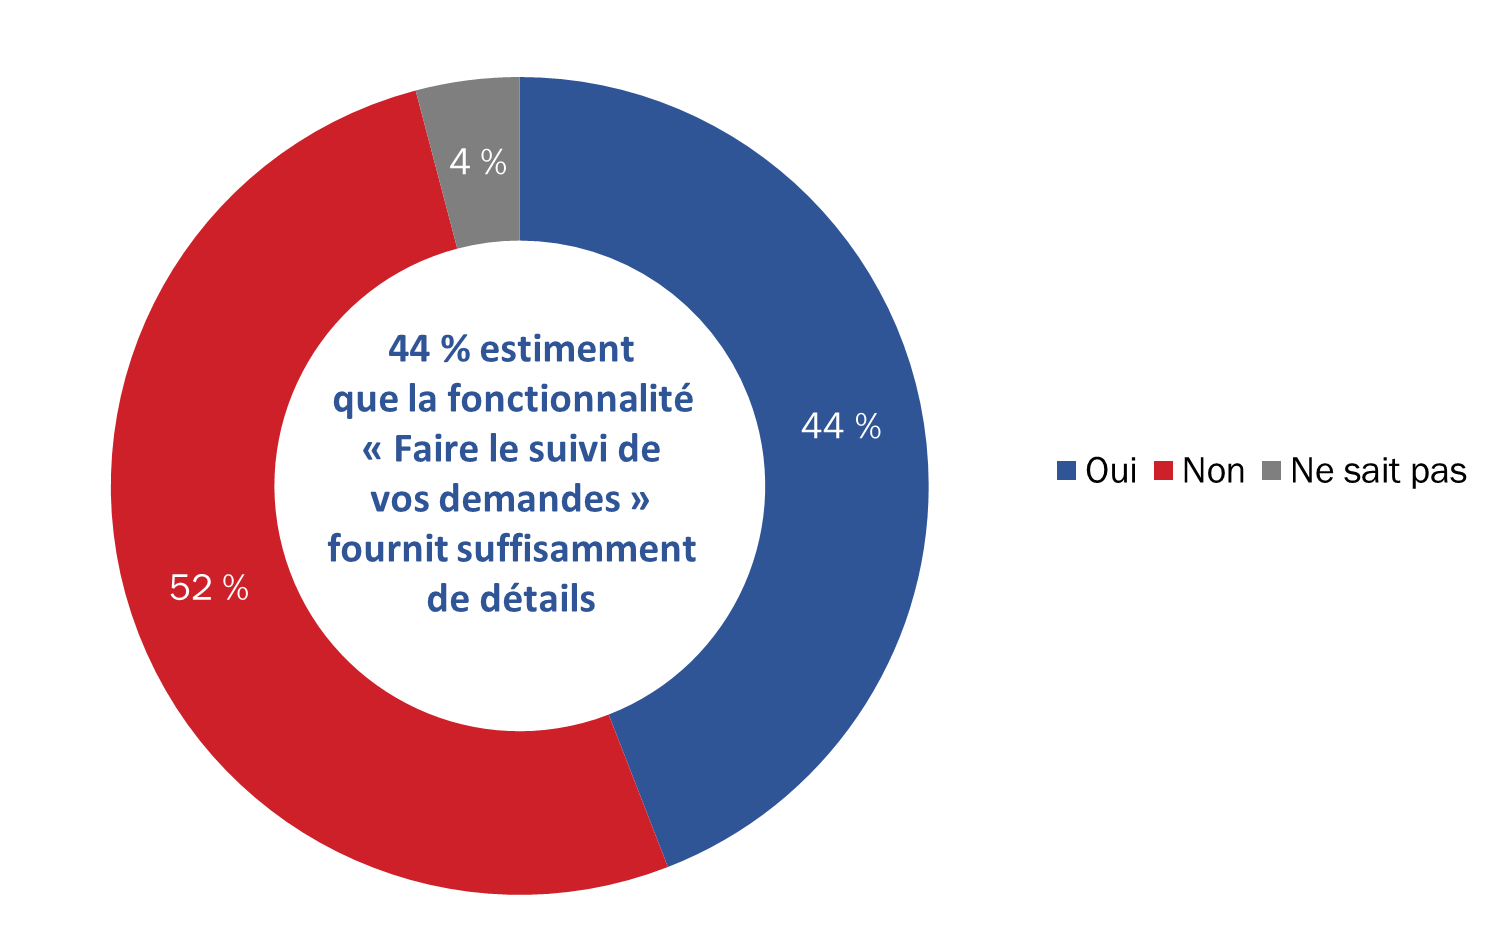 4 %
44 % estiment
que la fonctionnalité
« Faire le suivi de
vos demandes »
fournit suffisamment
de détails
44 %
52 %
Oui Non Ne sait pas